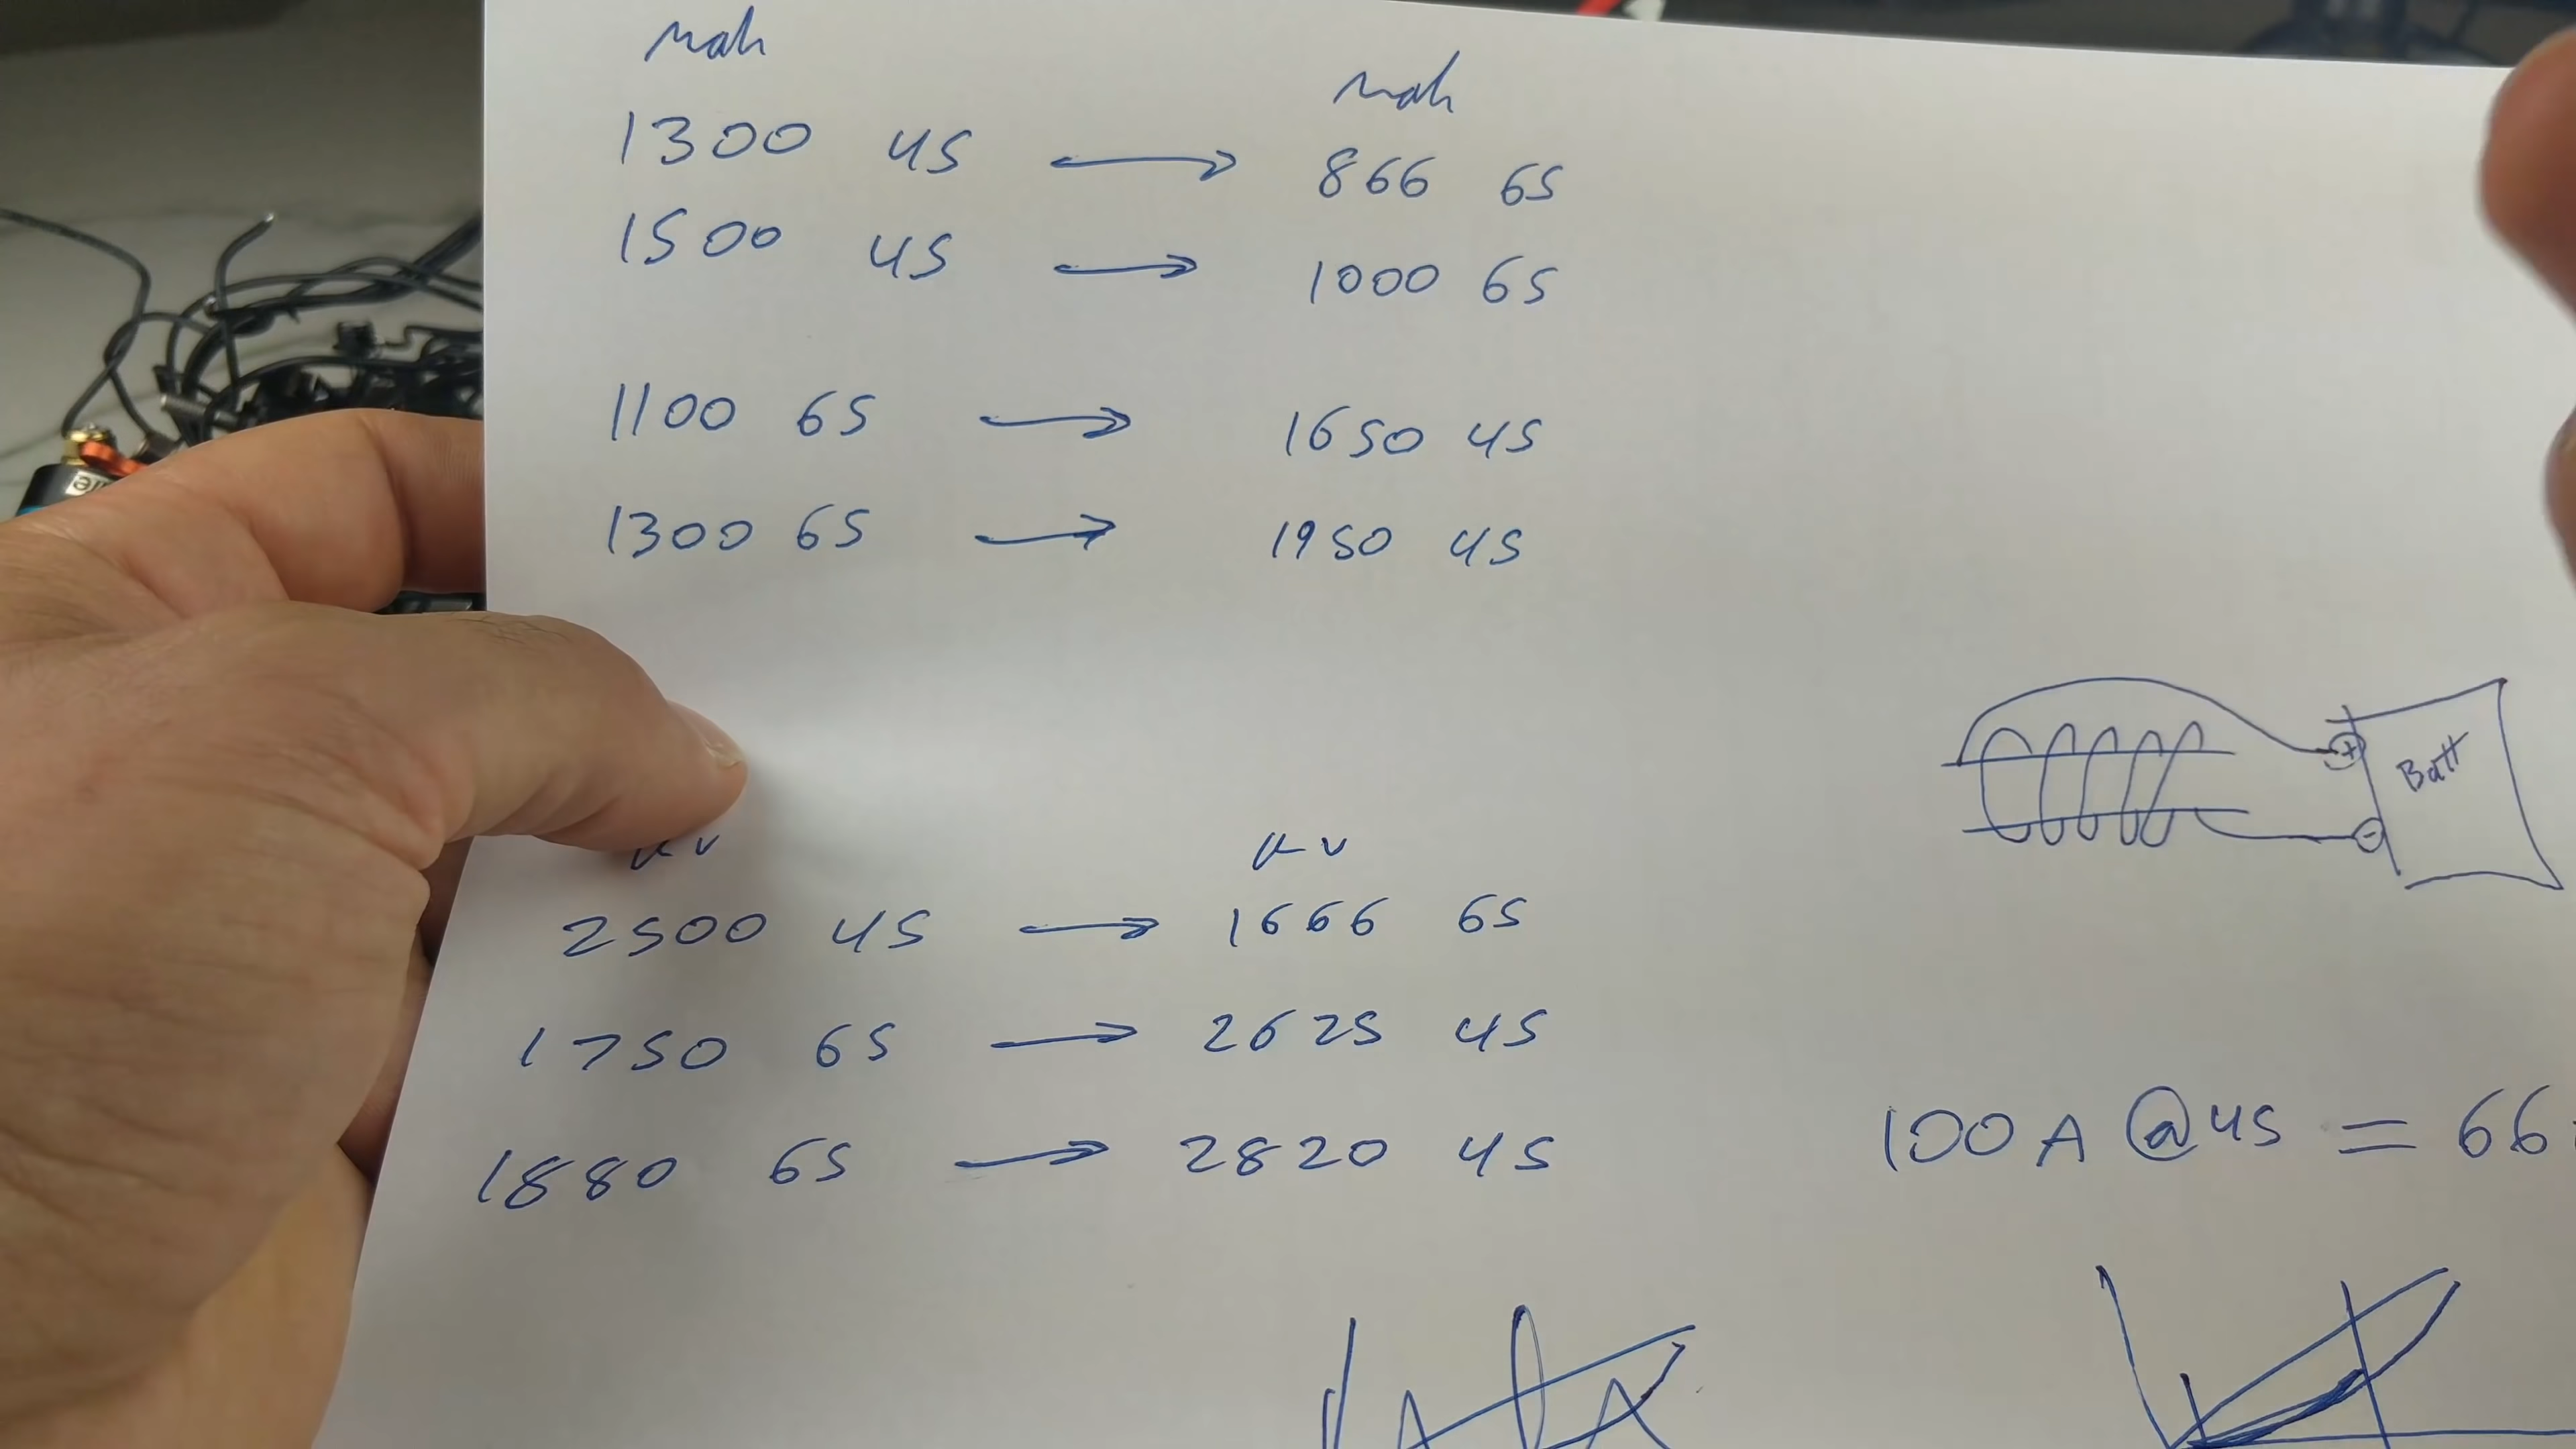 mah mah
1300 4S → 866 6S
1500 4S → 1000 6S
1100 6S → 1650 4S
1300 6S → 1950 4S
+ Batt
-
KV KV
2500 4S → 1666 6S
1750 6S → 2625 4S
1880 6S → 2820 4S
100A @4S = 66